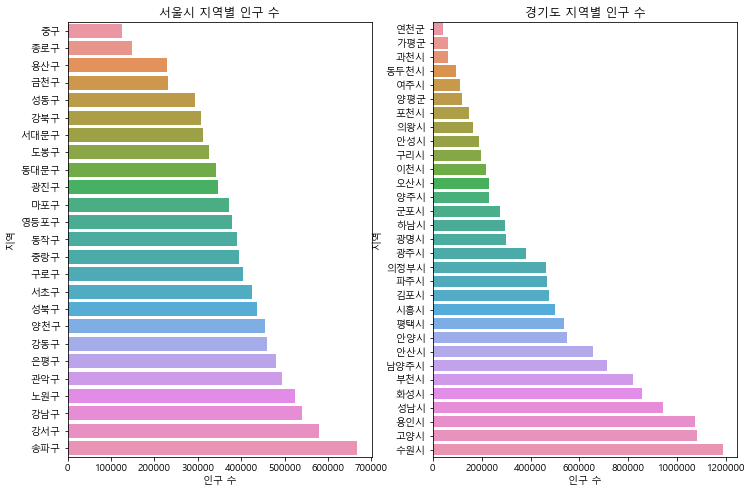 서울시 지역별 인구 수
지역
중구
종로구
용산구
금천구
성동구
강북구
서대문구
도봉구
동대문구
광진구
마포구
영등포구
동작구
중랑구
구로구
서초구
성북구
양천구
강동구
은평구
관악구
노원구
강남구
강서구
송파구
0 100000 200000 300000 400000 500000 600000 700000
인구 수
경기도 지역별 인구 수
지역
연천군
가평군
과천시
동두천시
여주시
양평군
포천시
의왕시
안성시
구리시
이천시
오산시
양주시
군포시
하남시
광명시
광주시
의정부시
파주시
김포시
시흥시
평택시
안양시
안산시
남양주시
부천시
화성시
성남시
용인시
고양시
수원시
0 200000 400000 600000 800000 1000000 1200000
인구 수